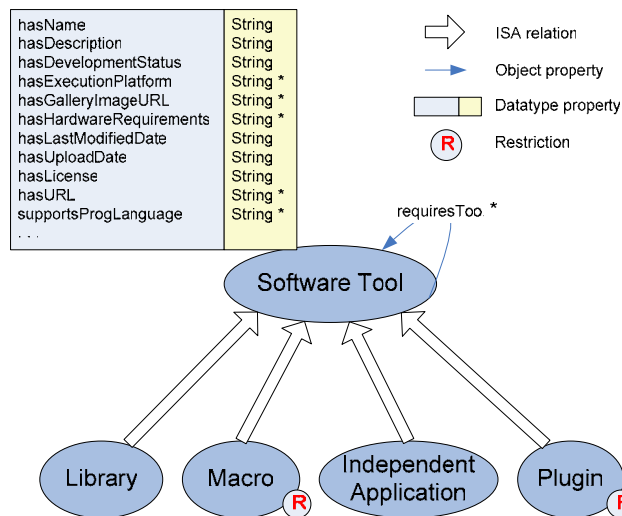 hasName String
hasDescription String
hasDevelopmentStatus String
hasExecutionPlatform String *
hasGalleryImageURL String *
hasHardwareRequirements String *
hasLastModifiedDate String
hasUploadDate String
hasLicense String
hasURL String *
supportsProgLanguage String *
. . .
ISA relation
Object property
Datatype property
R Restriction
requiresToo. *
Software Tool
Library
Macro
R
Independent
Application
Plugin
R